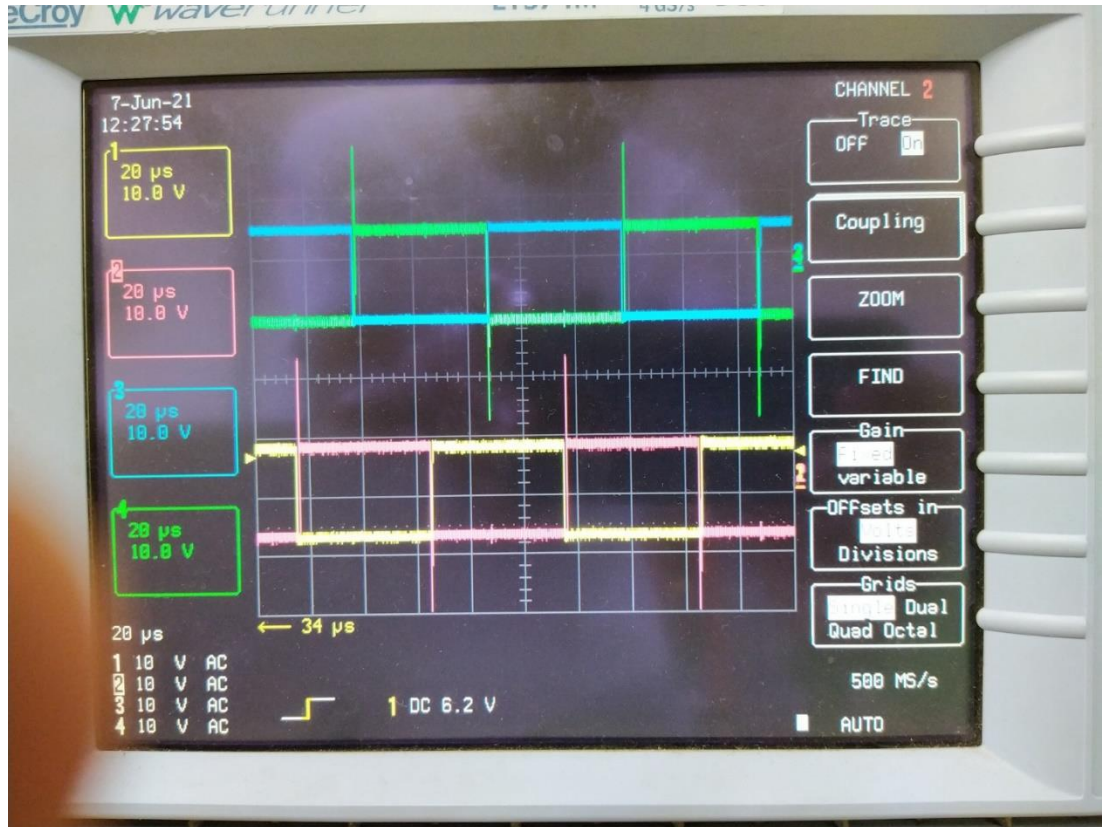 eCroy waverunner
7-Jun-21
12:27:54
1
20 µs
10.0 V
2
20 µs
10.0 V
3
20 µs
10.0 V
4
20 µs
10.0 V
20 µs
1 10 V AC
2 10 V AC
3 10 V AC
4 10 V AC
34 µs
1 DC 6.2 V
CHANNEL 2
Trace
OFF On
Coupling
ZOOM
FIND
Gain
Fixed
variable
OFFsets in
Volts
Divisions
Grids
Single Dual
Quad Octal
500 MS/s
AUTO